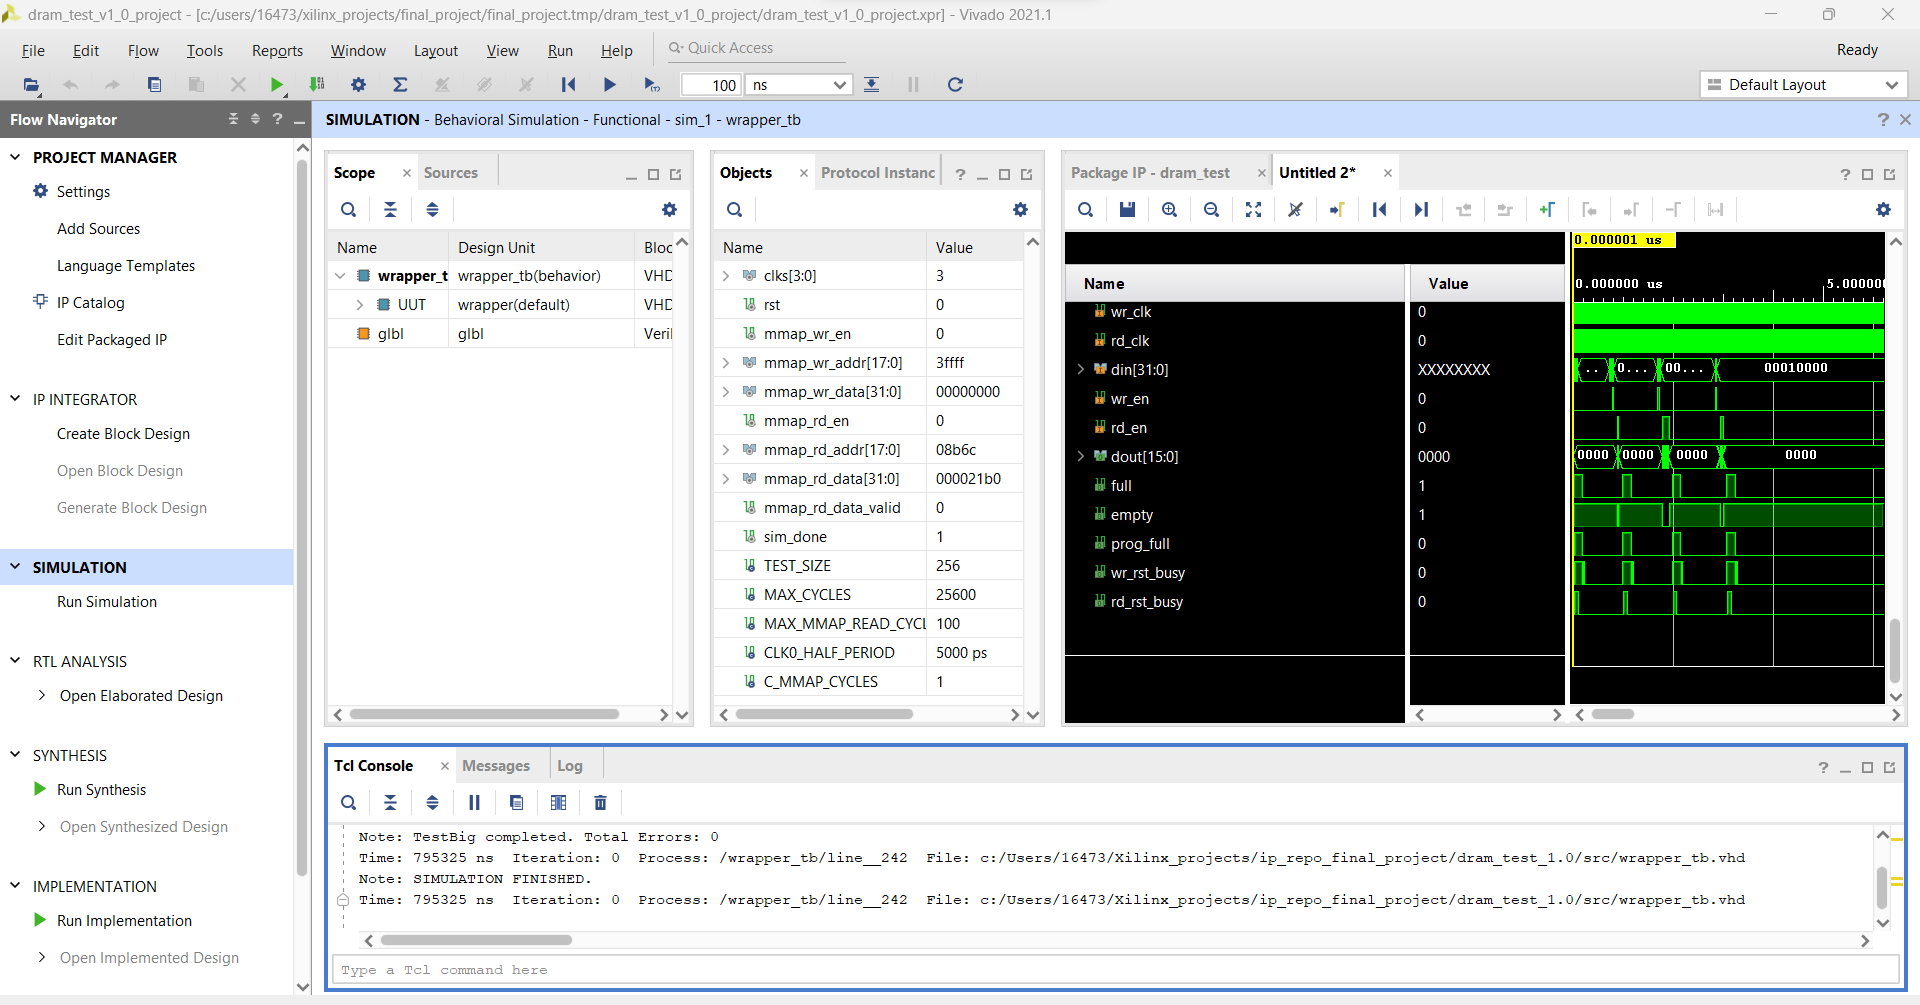 dram_test_v1_0_project - [c:/users/16473/xilinx_projects/final_project/final_project.tmp/dram_test_v1_0_project/dram_test_v1_0_project.xpr] - Vivado 2021.1
File Edit Flow Tools Reports Window Layout View Run Help Quick Access Ready
100 ns Default Layout
Flow Navigator
PROJECT MANAGER
Settings
Add Sources
Language Templates
IP Catalog
Edit Packaged IP
IP INTEGRATOR
Create Block Design
Open Block Design
Generate Block Design
SIMULATION
Run Simulation
RTL ANALYSIS
Open Elaborated Design
SYNTHESIS
Run Synthesis
Open Synthesized Design
IMPLEMENTATION
Run Implementation
Open Implemented Design
SIMULATION - Behavioral Simulation - Functional - sim_1 - wrapper_tb
Scope Sources
Name Design Unit Bloc
wrapper_t wrapper_tb(behavior) VHD
UUT wrapper(default) VHD
glbl glbl Veril
Objects Protocol Instanc
Name Value
clks[3:0] 3
rst 0
mmap_wr_en 0
mmap_wr_addr[17:0] 3ffff
mmap_wr_data[31:0] 00000000
mmap_rd_en 0
mmap_rd_addr[17:0] 08b6c
mmap_rd_data[31:0] 000021b0
mmap_rd_data_valid 0
sim_done 1
TEST_SIZE 256
MAX_CYCLES 25600
MAX_MMAP_READ_CYCL 100
CLK0_HALF_PERIOD 5000 ps
C_MMAP_CYCLES 1
Package IP - dram_test Untitled 2*
0.000001 us
Name Value 0.000000 us 5.00000
wr_clk 0
rd_clk 0
din[31:0] XXXXXXXX .. 0... 00... 00010000
wr_en 0
rd_en 0
dout[15:0] 0000 0000 0000 0000 0000
full 1
empty 1
prog_full 0
wr_rst_busy 0
rd_rst_busy 0
Tcl Console Messages Log
Note: TestBig completed. Total Errors: 0
Time: 795325 ns Iteration: 0 Process: /wrapper_tb/line__242 File: c:/Users/16473/Xilinx_projects/ip_repo_final_project/dram_test_1.0/src/wrapper_tb.vhd
Note: SIMULATION FINISHED.
Time: 795325 ns Iteration: 0 Process: /wrapper_tb/line__242 File: c:/Users/16473/Xilinx_projects/ip_repo_final_project/dram_test_1.0/src/wrapper_tb.vhd
Type a Tcl command here